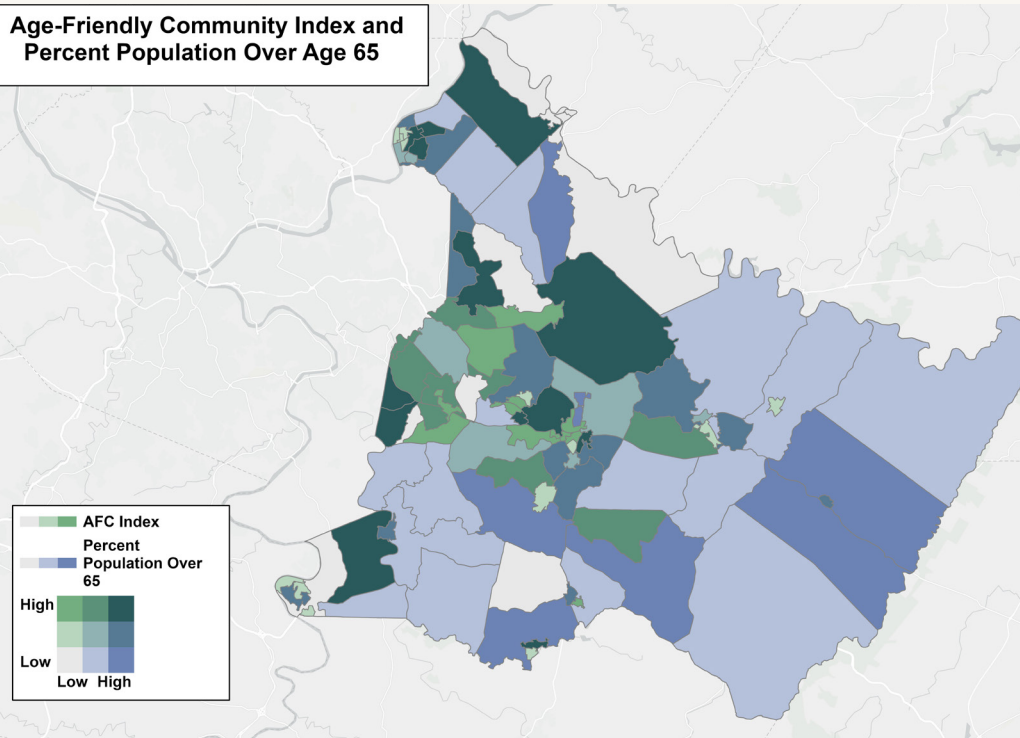 Age-Friendly Community Index and
Percent Population Over Age 65
AFC Index
Percent
Population Over
65
High
Low
Low High